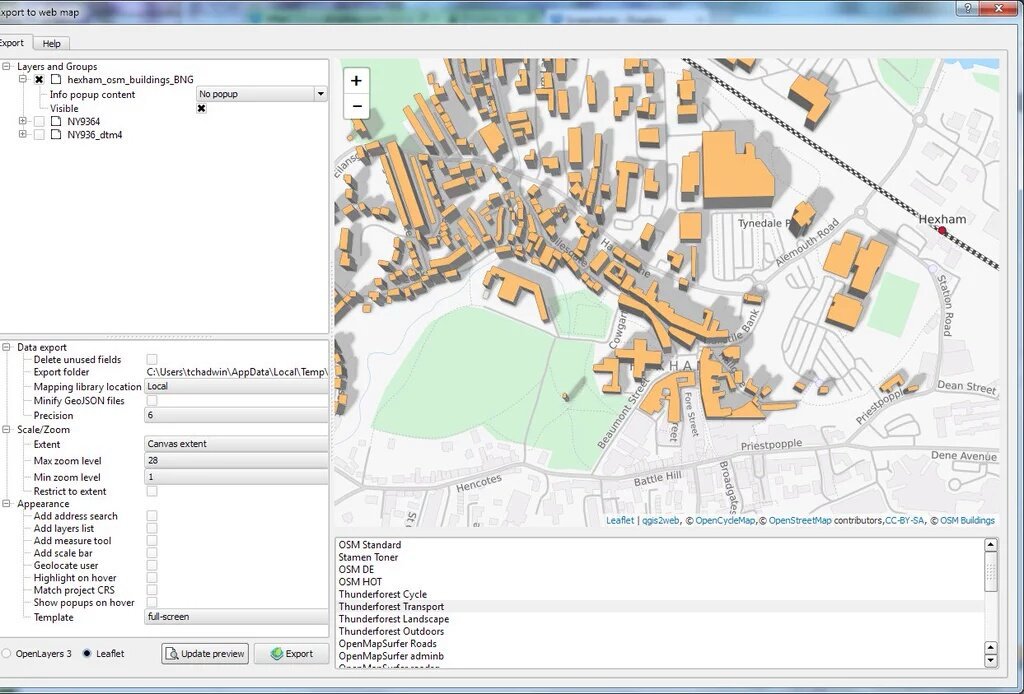 xport to web map
Export
Help
Layers and Groups
hexham_osm_buildings_BNG
Info popup content No popup
Visible
NY9364
NY936_dtm4
Data export
Delete unused fields
Export folder C:\Users\tchadwin\AppData\Local\Temp\
Mapping library location Local
Minify GeoJSON files
Precision 6
Scale/Zoom
Extent Canvas extent
Max zoom level 28
Min zoom level 1
Restrict to extent
Appearance
Add address search
Add layers list
Add measure tool
Add scale bar
Geolocate user
Highlight on hover
Match project CRS
Show popups on hover
Template full-screen
OpenLayers 3 Leaflet Update preview Export
+
−
Hexham
Tynedale P
Alemouth Road
Station Road
Cowgar
HA
Beaumont Street
Fore Street
Dean Street
Priestpopple
Priestpopple
Dene Avenue
Battle Hill
Hencotes
Broadgates
Leaflet | qgis2web, © OpenCycleMap,© OpenStreetMap contributors,CC-BY-SA, © OSM Buildings
OSM Standard
Stamen Toner
OSM DE
OSM HOT
Thunderforest Cycle
Thunderforest Transport
Thunderforest Landscape
Thunderforest Outdoors
OpenMapSurfer Roads
OpenMapSurfer adminb